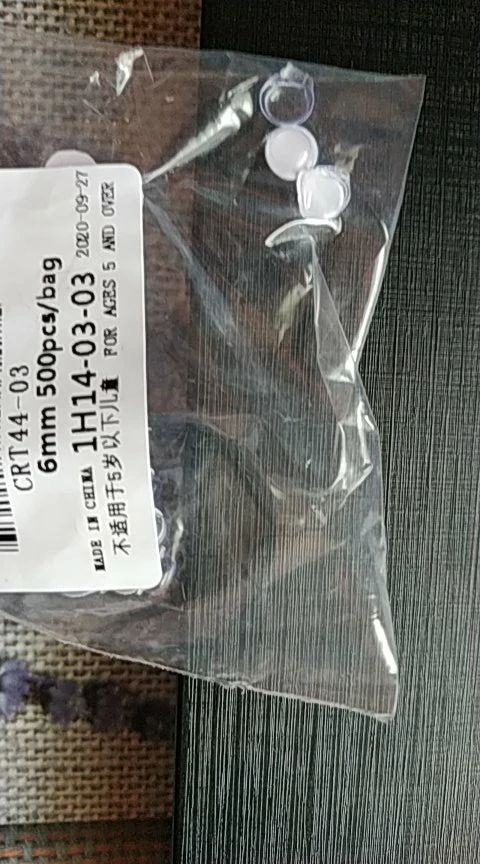 CRT44-03
6mm 500pcs/bag
MADE IN CHINA 1H14-03-03 2020-09-27
不适用于5岁以下儿童 FOR AGES 5 AND OVER